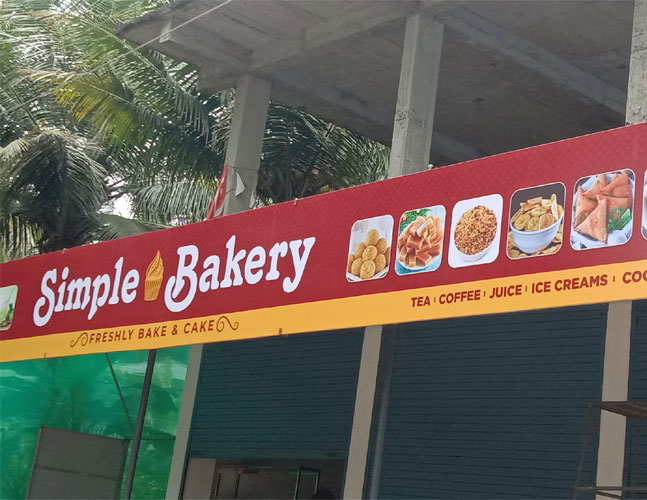 Simple Bakery
FRESHLY BAKE & CAKE
TEA | COFFEE | JUICE | ICE CREAMS |